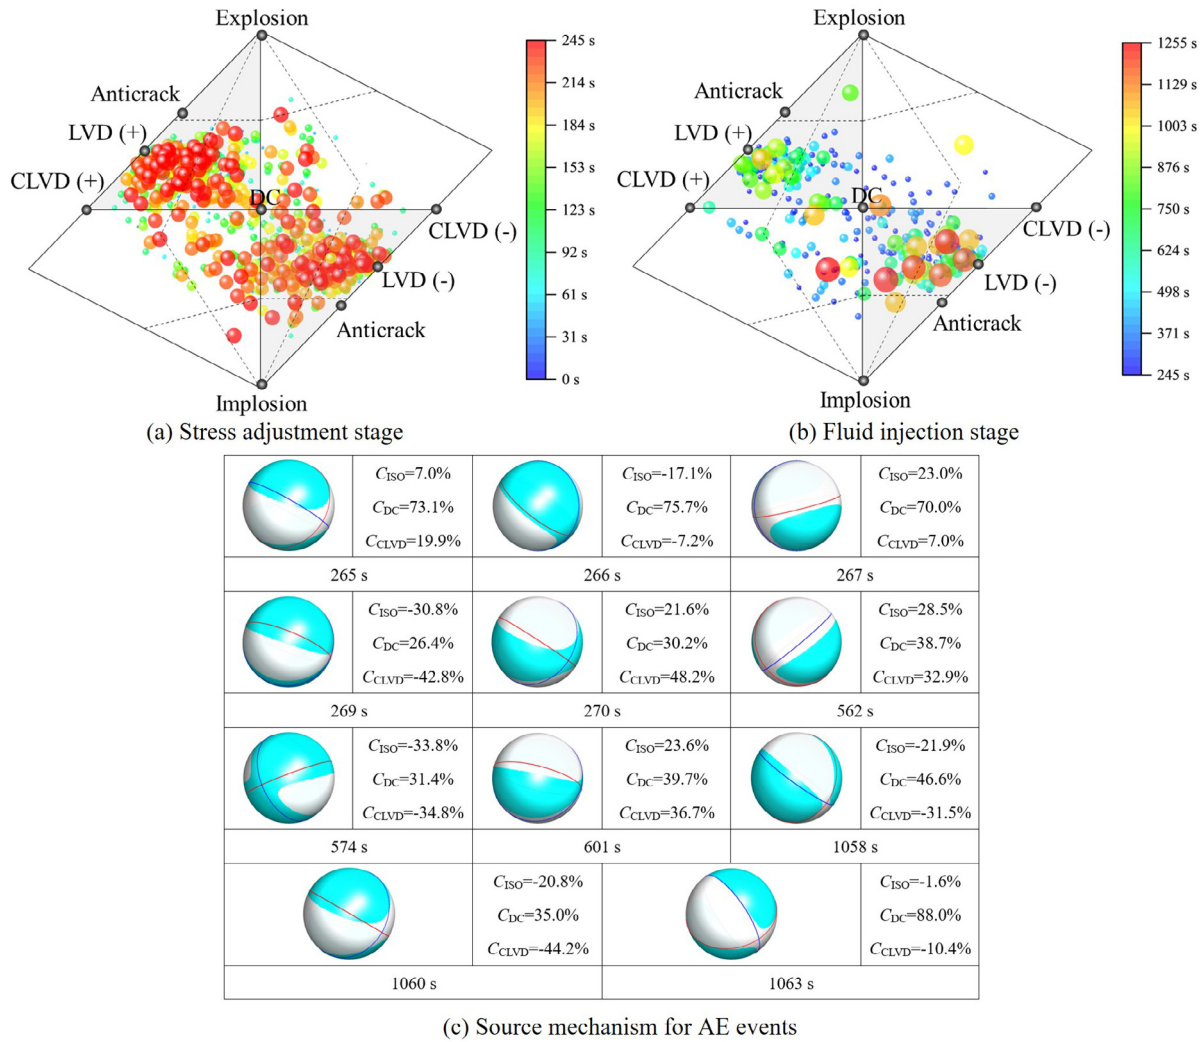 Explosion
Anticrack
LVD (+)
CLVD (+)
DC
CLVD (-)
LVD (-)
Anticrack
Implosion
245 s
214 s
184 s
153 s
123 s
92 s
61 s
31 s
0 s
(a) Stress adjustment stage
Explosion
Anticrack
LVD (+)
CLVD (+)
DC
CLVD (-)
LVD (-)
Anticrack
Implosion
1255 s
1129 s
1003 s
876 s
750 s
624 s
498 s
371 s
245 s
(b) Fluid injection stage
CISO=7.0%
CDC=73.1%
CCLVD=19.9%
265 s
CISO=-17.1%
CDC=75.7%
CCLVD=-7.2%
266 s
CISO=23.0%
CDC=70.0%
CCLVD=7.0%
267 s
CISO=-30.8%
CDC=26.4%
CCLVD=-42.8%
269 s
CISO=21.6%
CDC=30.2%
CCLVD=48.2%
270 s
CISO=28.5%
CDC=38.7%
CCLVD=32.9%
562 s
CISO=-33.8%
CDC=31.4%
CCLVD=-34.8%
574 s
CISO=23.6%
CDC=39.7%
CCLVD=36.7%
601 s
CISO=-21.9%
CDC=46.6%
CCLVD=-31.5%
1058 s
CISO=-20.8%
CDC=35.0%
CCLVD=-44.2%
1060 s
CISO=-1.6%
CDC=88.0%
CCLVD=-10.4%
1063 s
(c) Source mechanism for AE events